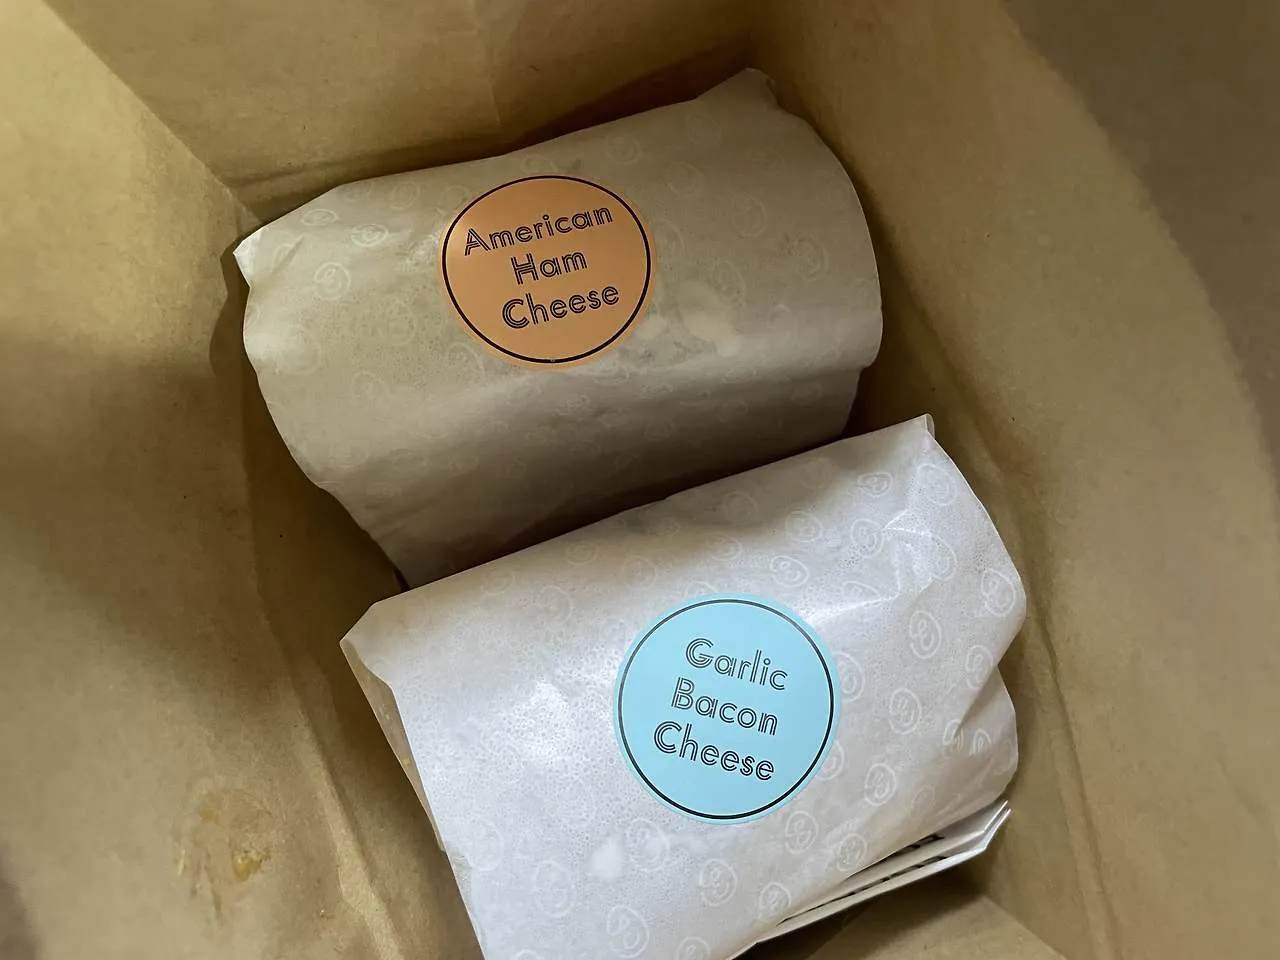 American
Ham
Cheese
Garlic
Bacon
Cheese